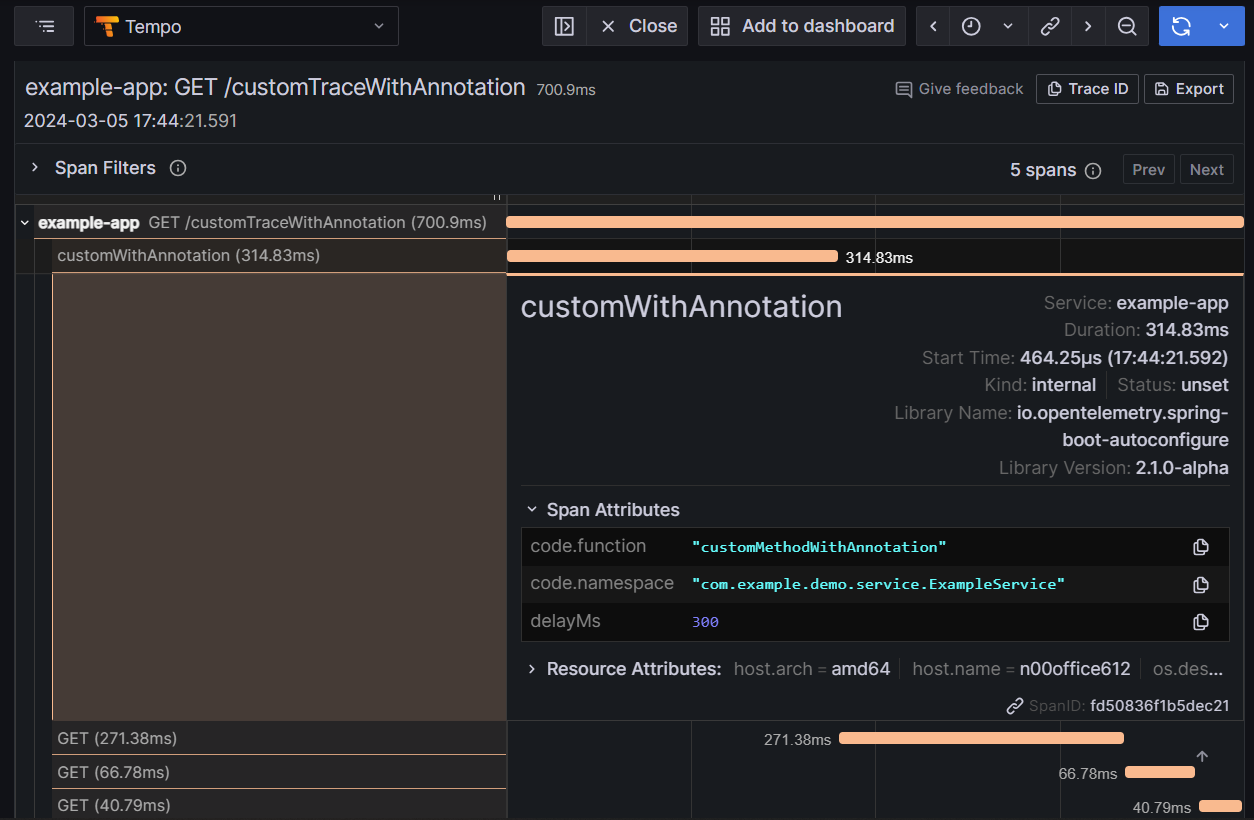 Tempo
Close
Add to dashboard
example-app: GET /customTraceWithAnnotation 700.9ms
Give feedback
Trace ID
Export
2024-03-05 17:44:21.591
Span Filters
5 spans
Prev
Next
example-app GET /customTraceWithAnnotation (700.9ms)
customWithAnnotation (314.83ms)
314.83ms
customWithAnnotation
Service: example-app
Duration: 314.83ms
Start Time: 464.25μs (17:44:21.592)
Kind: internal Status: unset
Library Name: io.opentelemetry.spring-
boot-autoconfigure
Library Version: 2.1.0-alpha
Span Attributes
code.function "customMethodWithAnnotation"
code.namespace "com.example.demo.service.ExampleService"
delayMs 300
Resource Attributes: host.arch = amd64 host.name = n00office612 os.des...
SpanID: fd50836f1b5dec21
GET (271.38ms)
271.38ms
GET (66.78ms)
66.78ms
GET (40.79ms)
40.79ms